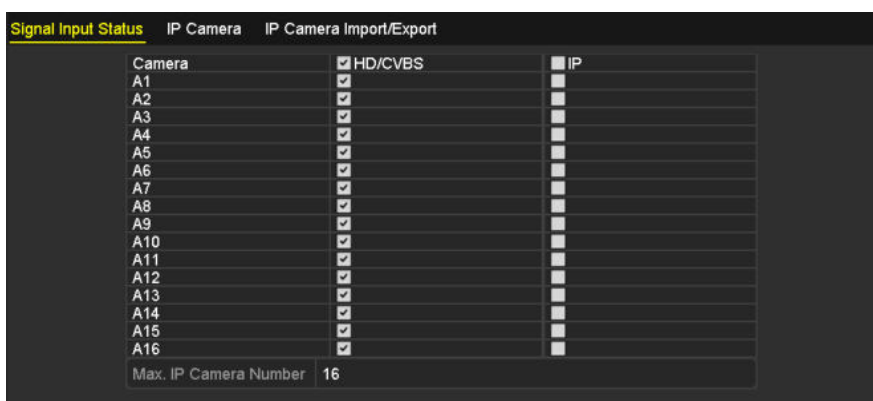 Signal Input Status IP Camera IP Camera Import/Export
Camera HD/CVBS IP
A1
A2
A3
A4
A5
A6
A7
A8
A9
A10
A11
A12
A13
A14
A15
A16
Max. IP Camera Number 16